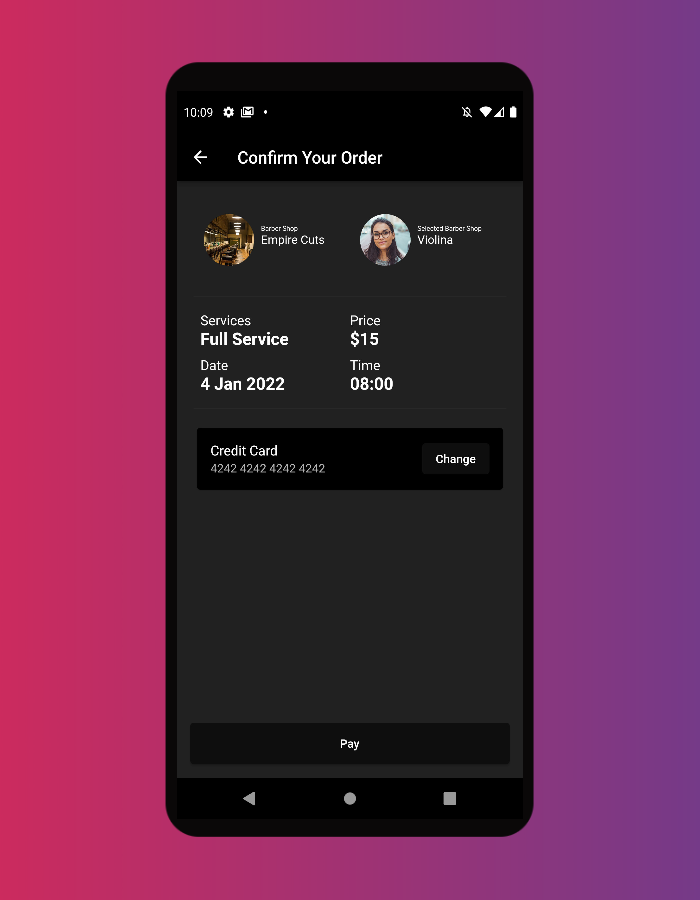 10:09
Confirm Your Order
Barber Shop
Empire Cuts
Selected Barber Shop
Violina
Services
Full Service
Price
$15
Date
4 Jan 2022
Time
08:00
Credit Card
4242 4242 4242 4242
Change
Pay